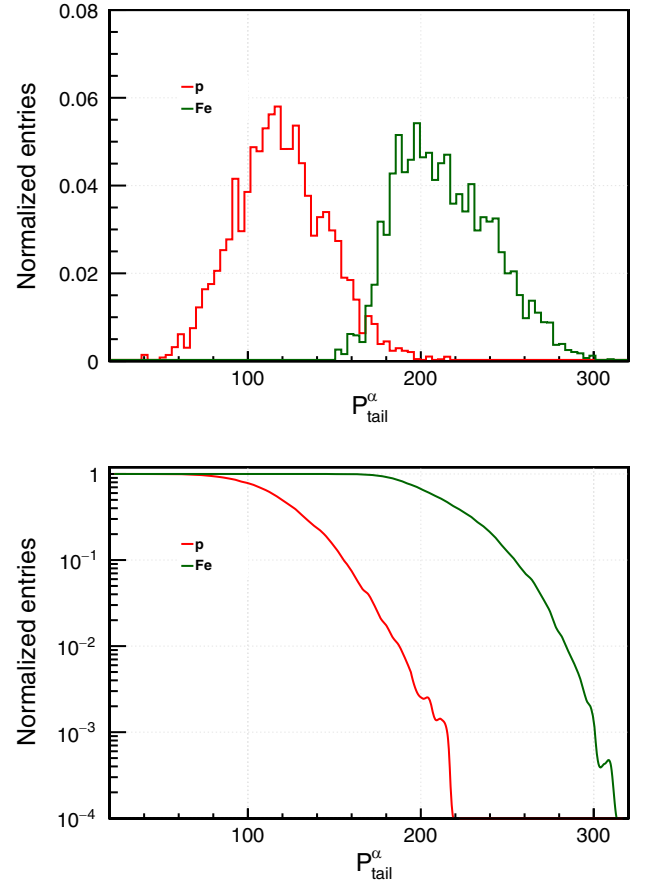 0.08
0.06
0.04
0.02
0
Normalized entries
p
Fe
100
200
300
P^α_tail
1
10^−1
10^−2
10^−3
10^−4
Normalized entries
p
Fe
100
200
300
P^α_tail